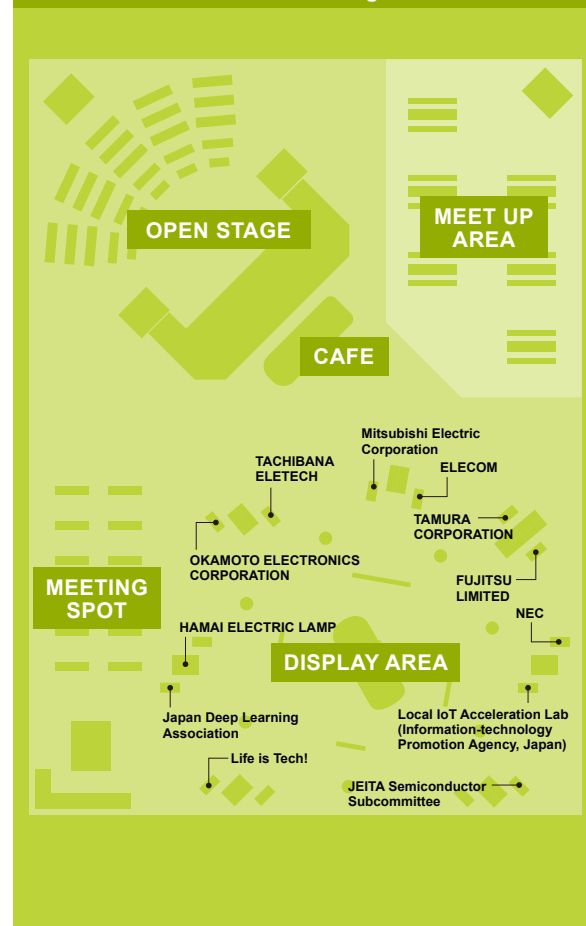 OPEN STAGE
MEET UP
AREA
CAFE
Mitsubishi Electric
Corporation
TACHIBANA
ELETECH
ELECOM
TAMURA
CORPORATION
OKAMOTO ELECTRONICS
CORPORATION
FUJITSU
LIMITED
MEETING
SPOT
NEC
HAMAI ELECTRIC LAMP
DISPLAY AREA
Japan Deep Learning
Association
Local IoT Acceleration Lab
(Information-technology
Promotion Agency, Japan)
Life is Tech!
JEITA Semiconductor
Subcommittee